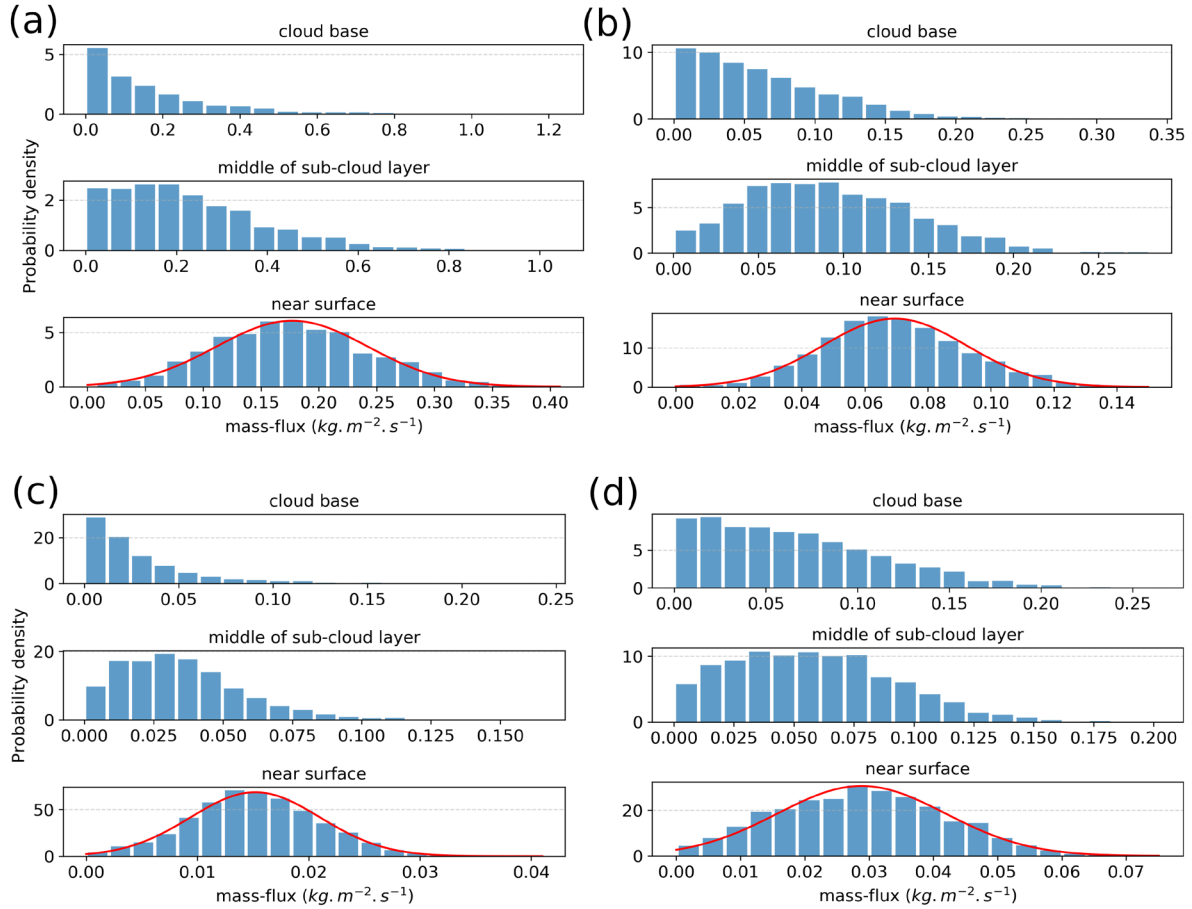 (a)
cloud base
5
0
0.0 0.2 0.4 0.6 0.8 1.0 1.2
middle of sub-cloud layer
2
0
0.0 0.2 0.4 0.6 0.8 1.0
near surface
5
0
0.00 0.05 0.10 0.15 0.20 0.25 0.30 0.35 0.40
mass-flux (kg.m⁻².s⁻¹)
Probability density
(b)
cloud base
10
0
0.00 0.05 0.10 0.15 0.20 0.25 0.30 0.35
middle of sub-cloud layer
5
0
0.00 0.05 0.10 0.15 0.20 0.25
near surface
10
0
0.00 0.02 0.04 0.06 0.08 0.10 0.12 0.14
mass-flux (kg.m⁻².s⁻¹)
(c)
cloud base
20
0
0.00 0.05 0.10 0.15 0.20 0.25
middle of sub-cloud layer
20
0
0.000 0.025 0.050 0.075 0.100 0.125 0.150
near surface
50
0
0.00 0.01 0.02 0.03 0.04
mass-flux (kg.m⁻².s⁻¹)
Probability density
(d)
cloud base
5
0
0.00 0.05 0.10 0.15 0.20 0.25
middle of sub-cloud layer
10
0
0.000 0.025 0.050 0.075 0.100 0.125 0.150 0.175 0.200
near surface
20
0
0.00 0.01 0.02 0.03 0.04 0.05 0.06 0.07
mass-flux (kg.m⁻².s⁻¹)